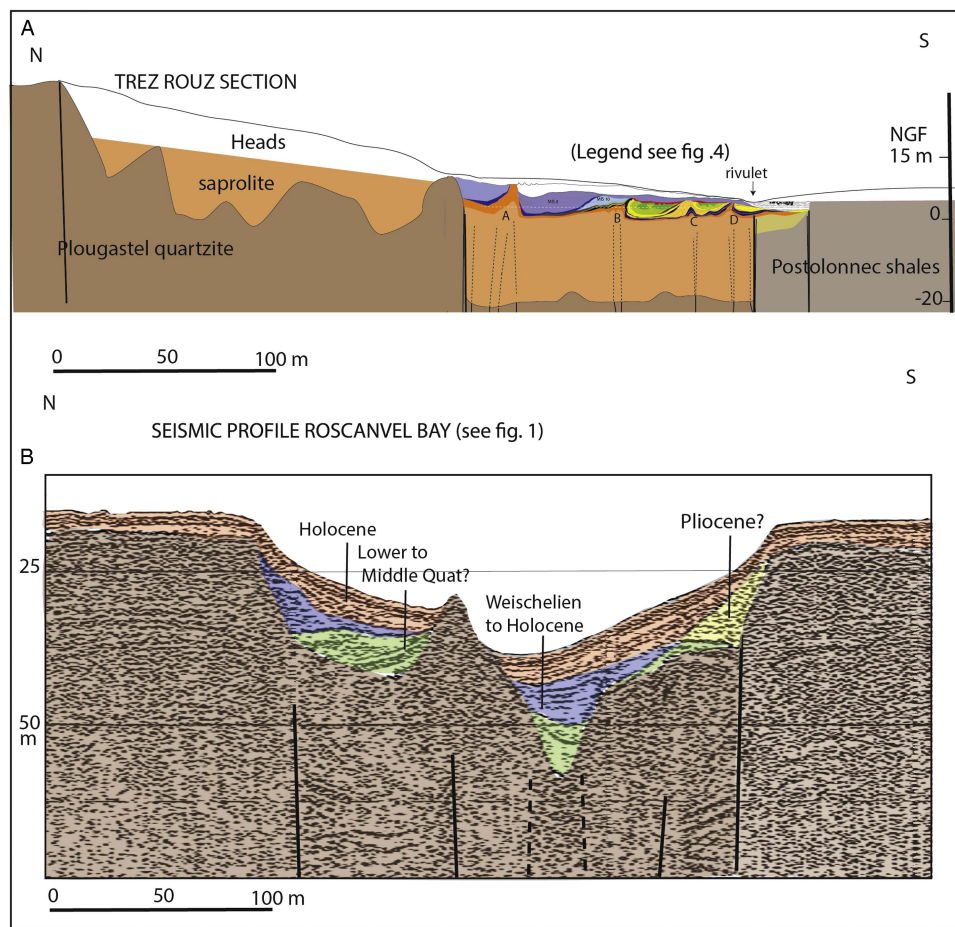 A
N
S
TREZ ROUZ SECTION
Heads
(Legend see fig .4)
NGF
15 m
rivulet
saprolite
A
B
C
D
0
Plougastel quartzite
Postolonnec shales
-20
0 50 100 m
N
S
SEISMIC PROFILE ROSCANVEL BAY (see fig. 1)
B
Holocene
Pliocene?
Lower to
Middle Quat?
25
Weischelien
to Holocene
50
m
0 50 100 m